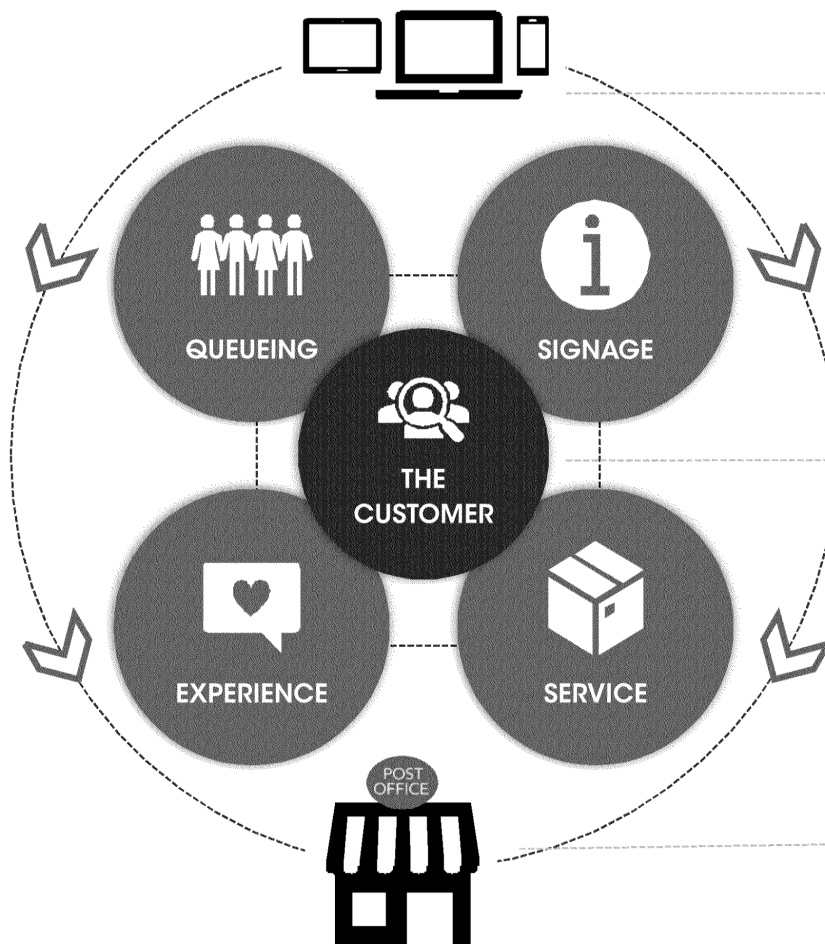 QUEUEING
SIGNAGE
THE
CUSTOMER
EXPERIENCE
SERVICE
POST
OFFICE